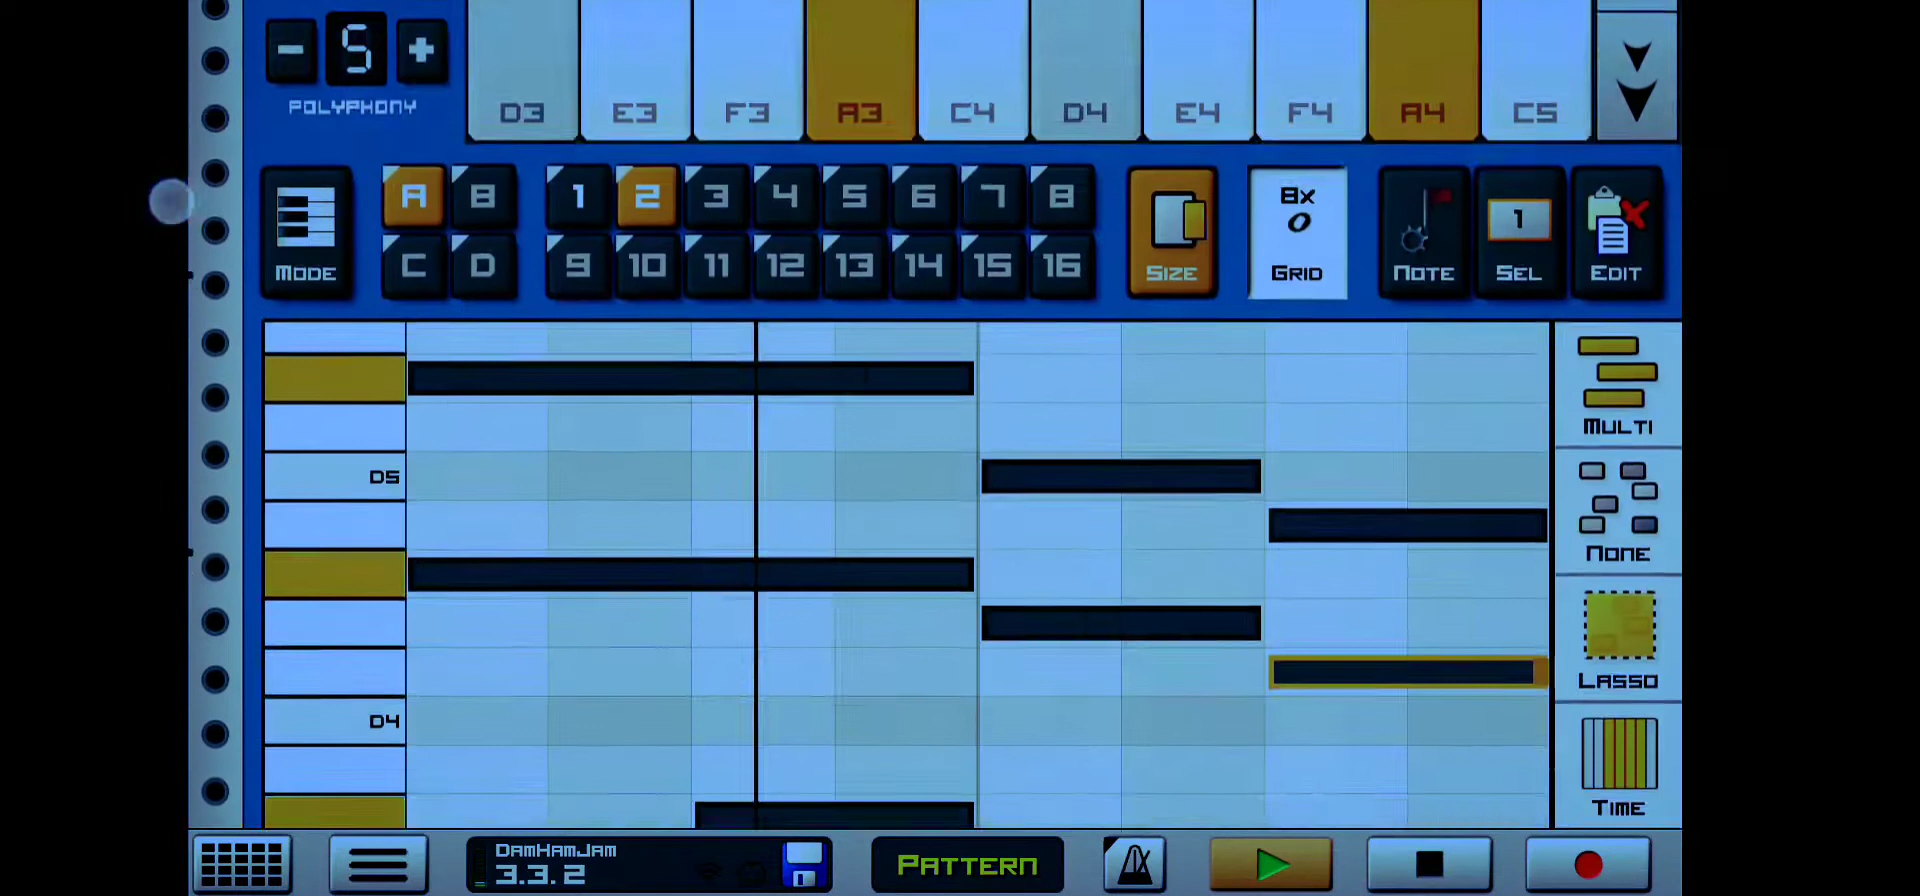 - 5 +
POLYPHONY
D3 E3 F3 A3 C4 D4 E4 F4 A4 C5
A B 1 2 3 4 5 6 7 8
C D 9 10 11 12 13 14 15 16
MODE
SIZE
8x
GRID
NOTE
1
SEL
EDIT
MULTI
D5
NONE
LASSO
D4
TIME
DAMHAMJAM
3.3. 2
PATTERN